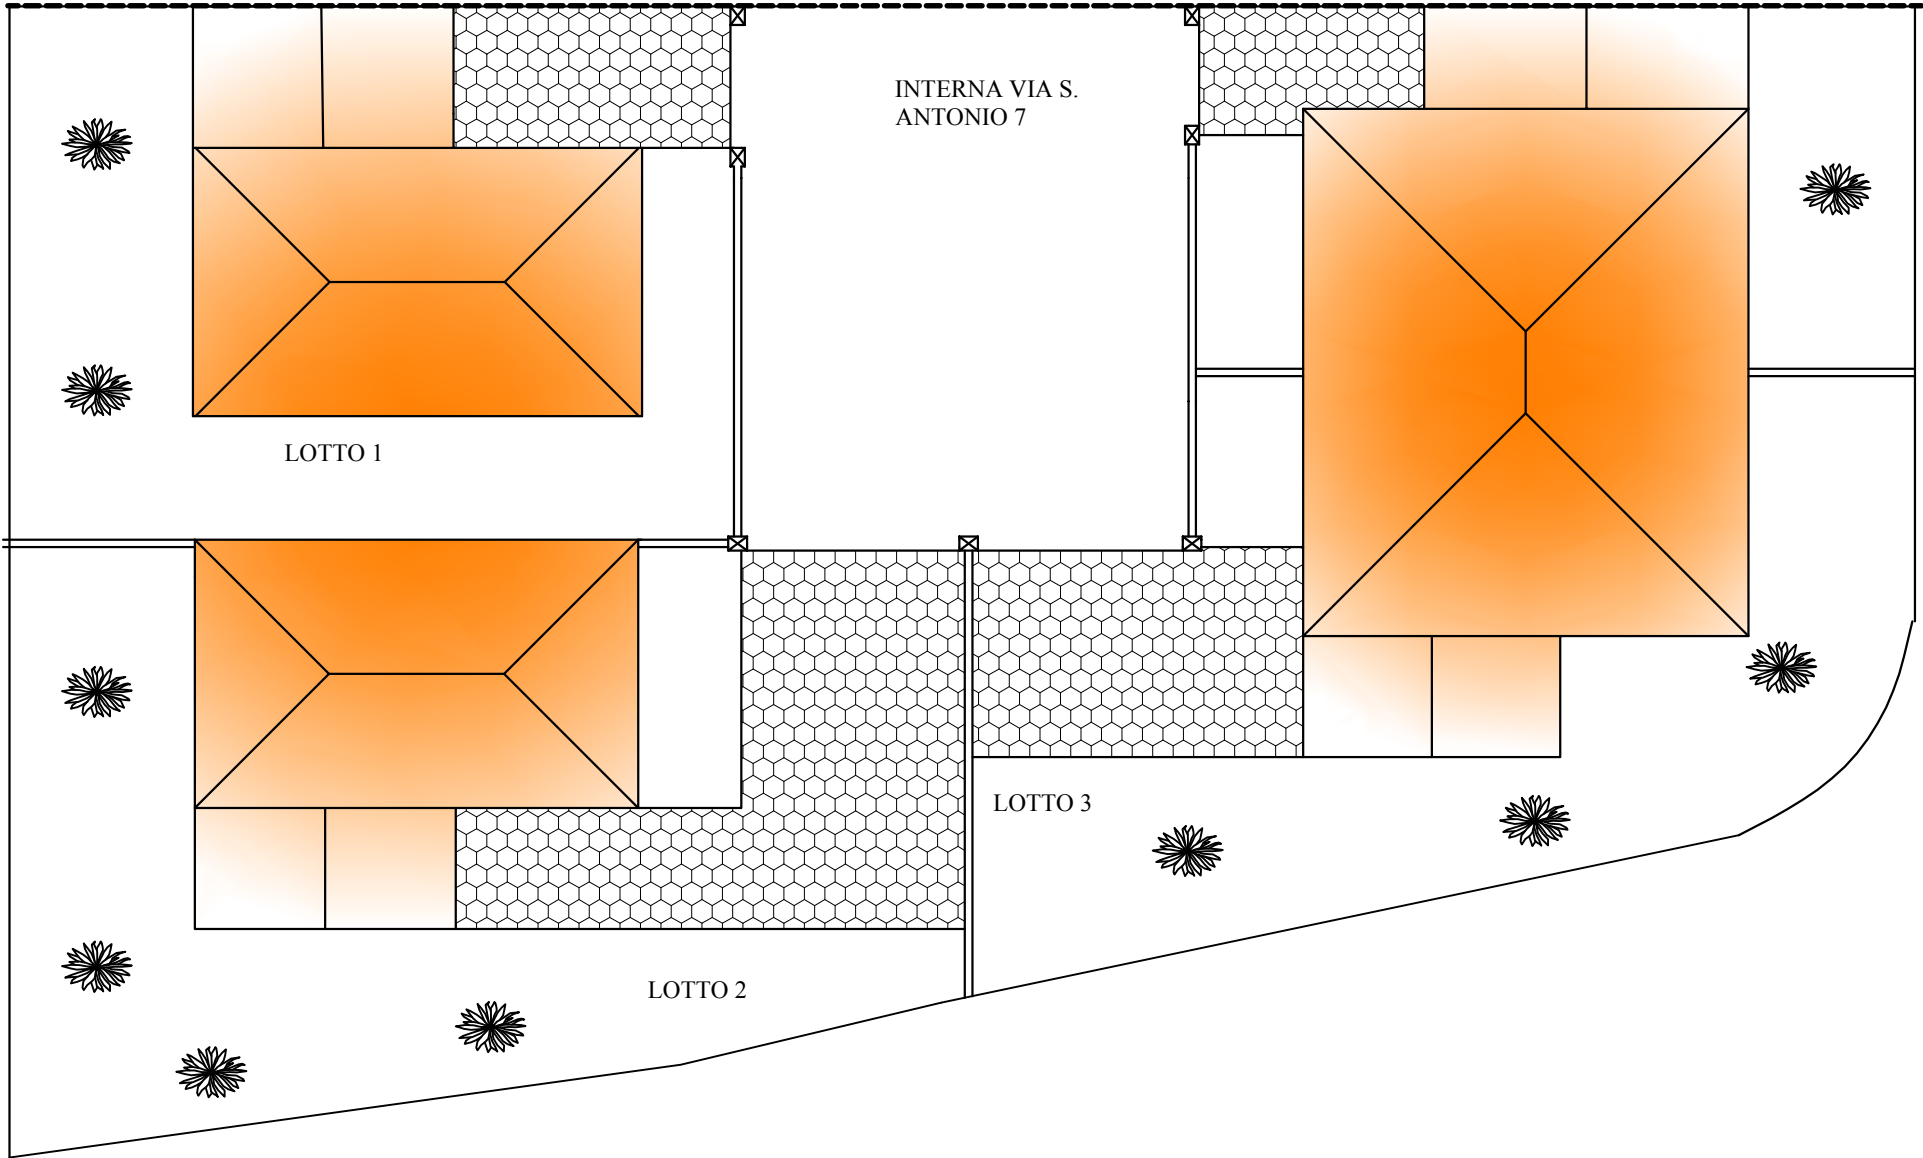 INTERNA VIA S.
ANTONIO 7
LOTTO 1
LOTTO 3
LOTTO 2